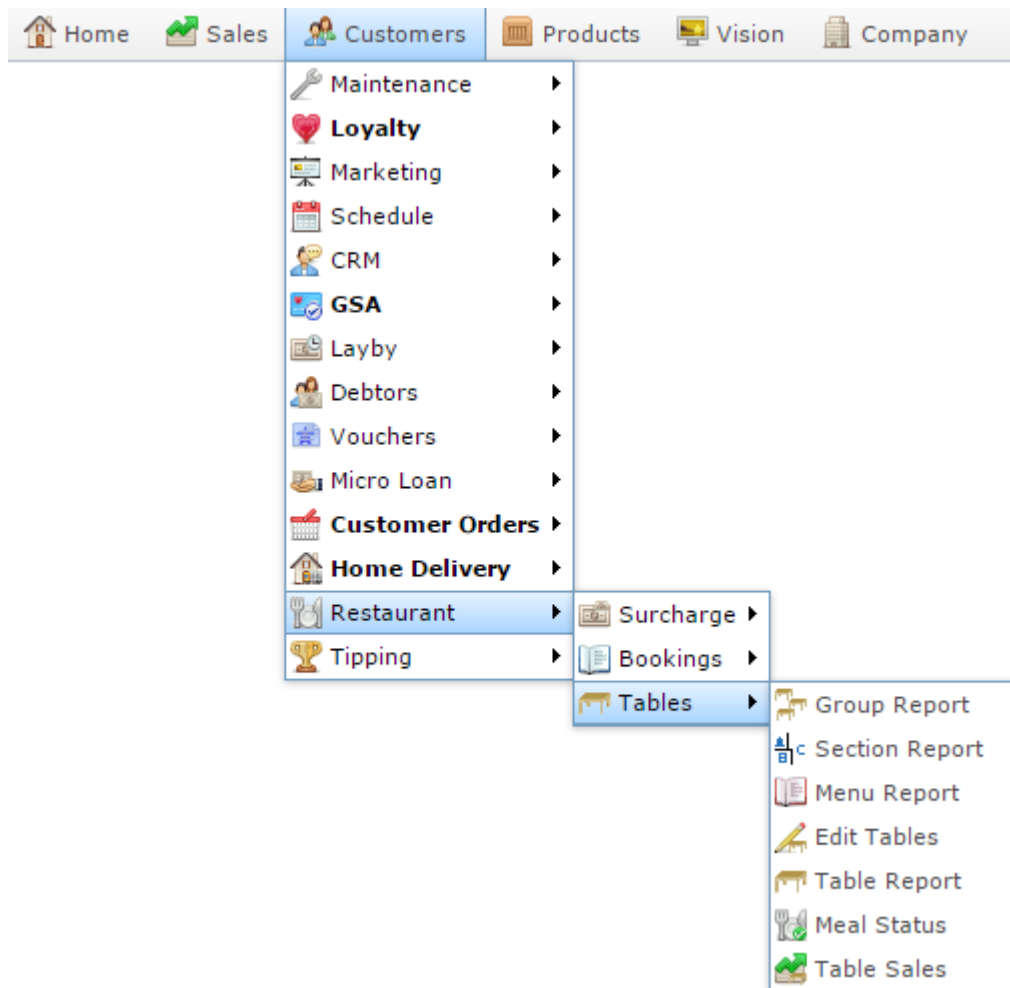 Home Sales Customers Products Vision Company
Maintenance
Loyalty
Marketing
Schedule
CRM
GSA
Layby
Debtors
Vouchers
Micro Loan
Customer Orders
Home Delivery
Restaurant
Tipping
Surcharge
Bookings
Tables
Group Report
Section Report
Menu Report
Edit Tables
Table Report
Meal Status
Table Sales